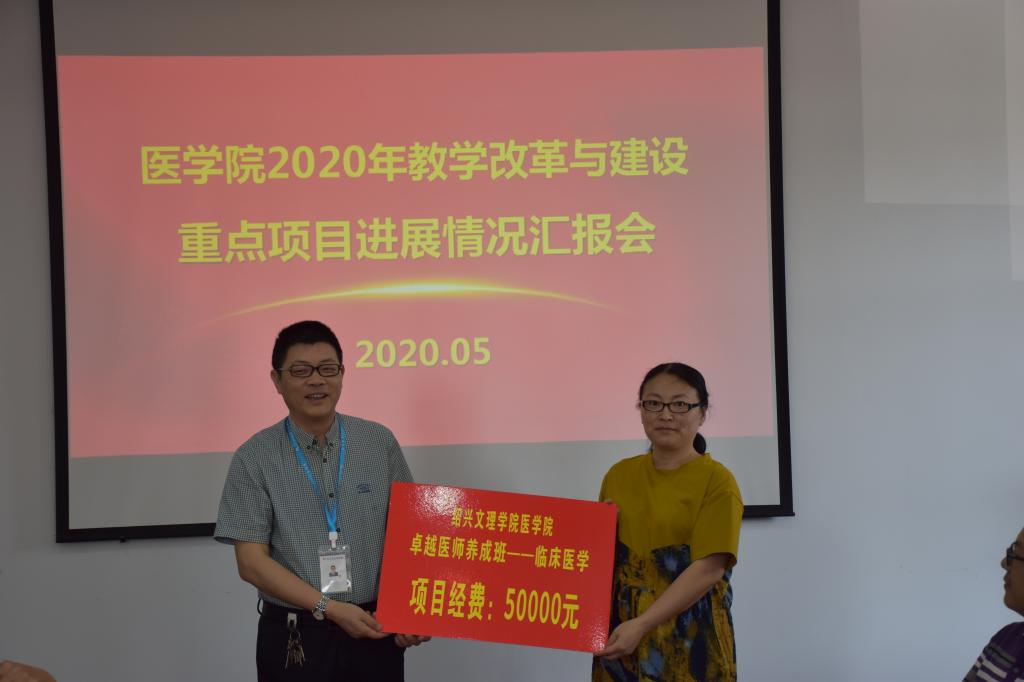 医学院2020年教学改革与建设
重点项目进展情况汇报会
2020.05
绍兴文理学院医学院
卓越医师养成班——临床医学
项目经费：50000元